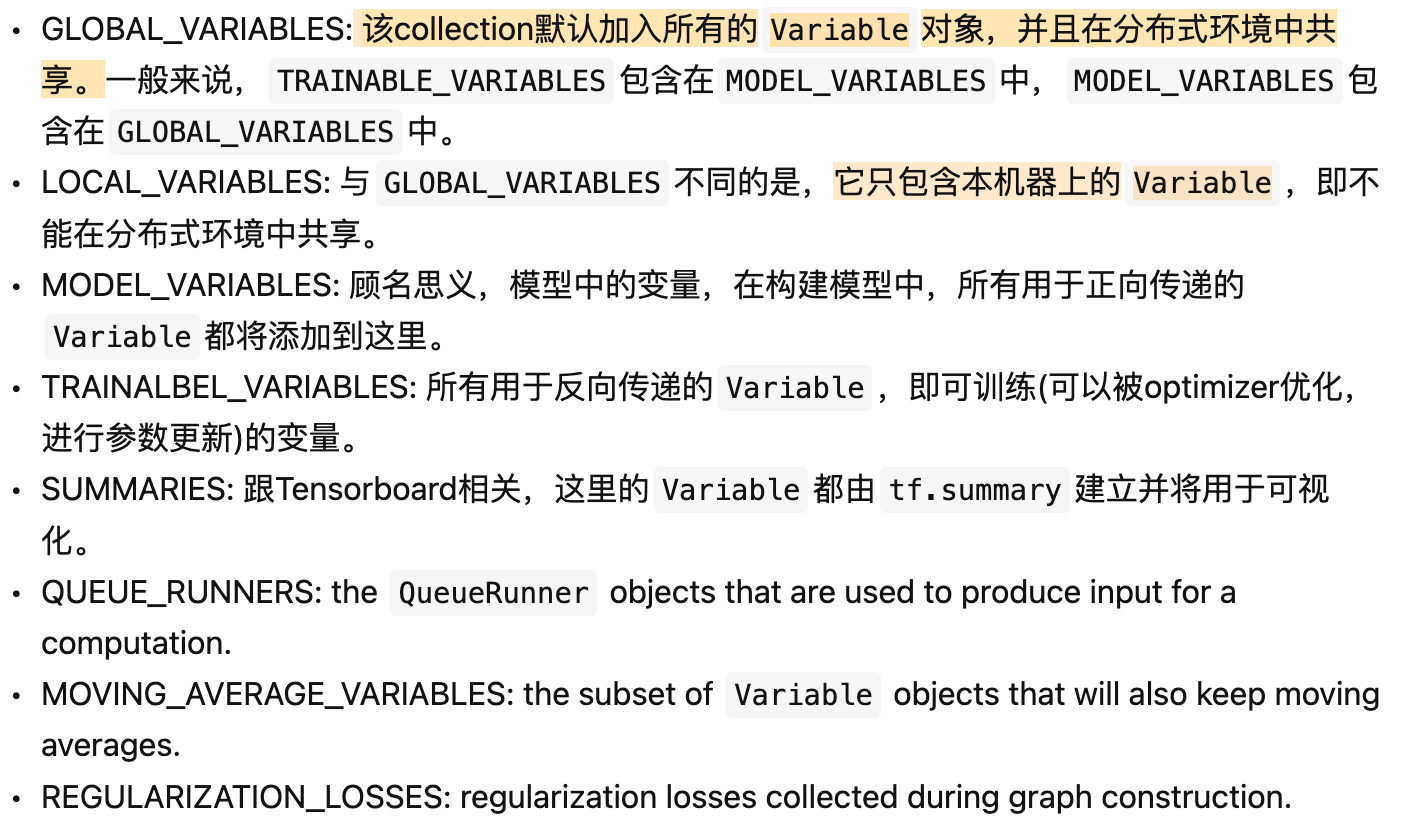 • GLOBAL_VARIABLES: 该collection默认加入所有的 Variable 对象，并且在分布式环境中共
享。一般来说， TRAINABLE_VARIABLES 包含在 MODEL_VARIABLES 中， MODEL_VARIABLES 包
含在 GLOBAL_VARIABLES 中。
• LOCAL_VARIABLES: 与 GLOBAL_VARIABLES 不同的是，它只包含本机器上的 Variable ，即不
能在分布式环境中共享。
• MODEL_VARIABLES: 顾名思义，模型中的变量，在构建模型中，所有用于正向传递的
Variable 都将添加到这里。
• TRAINALBEL_VARIABLES: 所有用于反向传递的 Variable ，即可训练(可以被optimizer优化，
进行参数更新)的变量。
• SUMMARIES: 跟Tensorboard相关，这里的 Variable 都由 tf.summary 建立并将用于可视
化。
• QUEUE_RUNNERS: the QueueRunner objects that are used to produce input for a
computation.
• MOVING_AVERAGE_VARIABLES: the subset of Variable objects that will also keep moving
averages.
• REGULARIZATION_LOSSES: regularization losses collected during graph construction.